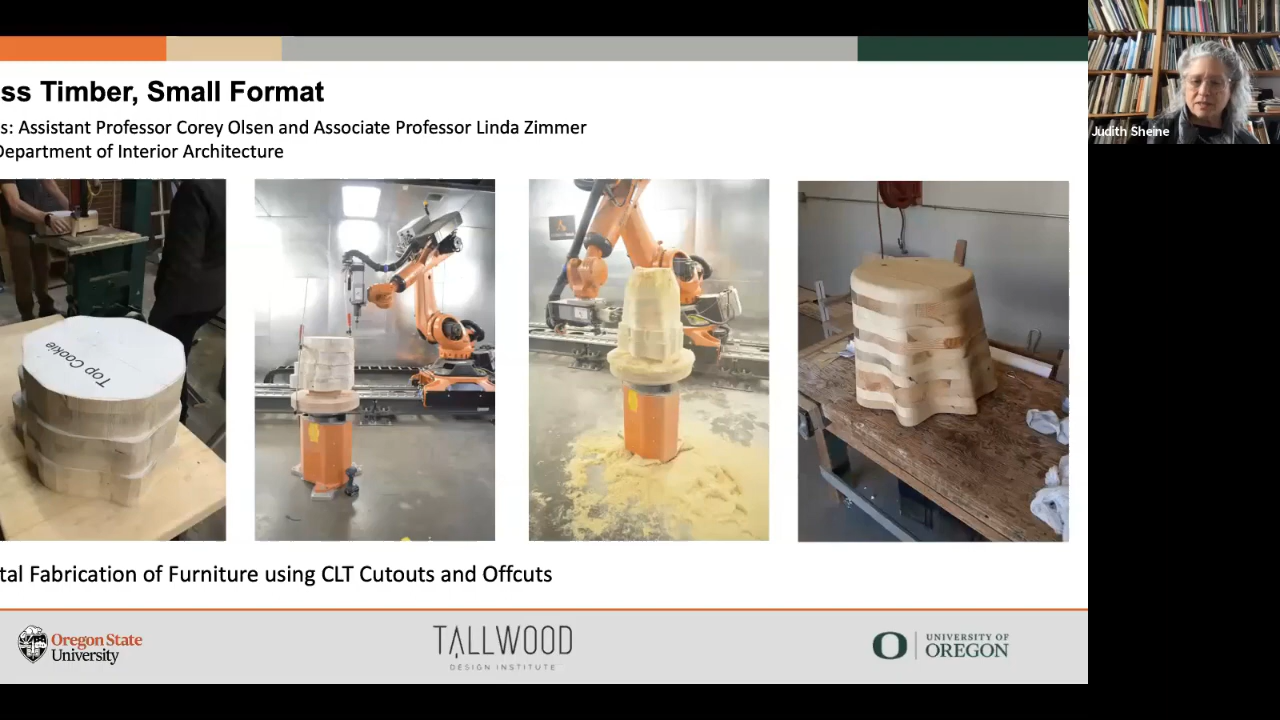 ss Timber, Small Format
s: Assistant Professor Corey Olsen and Associate Professor Linda Zimmer
Department of Interior Architecture
Judith Sheine
Top Cookie
tal Fabrication of Furniture using CLT Cutouts and Offcuts
Oregon State
University
TALLWOOD
DESIGN INSTITUTE
UNIVERSITY OF
OREGON